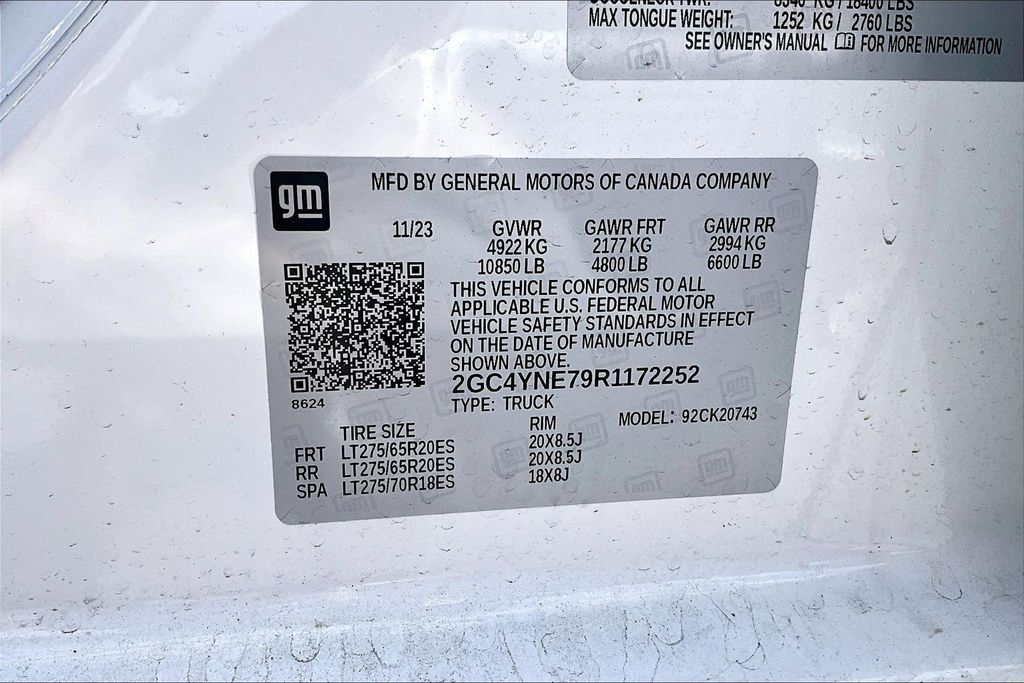 KG / 18400 LBS
MAX TONGUE WEIGHT: 1252 KG / 2760 LBS
SEE OWNER'S MANUAL FOR MORE INFORMATION
gm
MFD BY GENERAL MOTORS OF CANADA COMPANY
11/23 GVWR GAWR FRT GAWR RR
4922 KG 2177 KG 2994 KG
10850 LB 4800 LB 6600 LB
THIS VEHICLE CONFORMS TO ALL
APPLICABLE U.S. FEDERAL MOTOR
VEHICLE SAFETY STANDARDS IN EFFECT
ON THE DATE OF MANUFACTURE
SHOWN ABOVE.
2GC4YNE79R1172252
8624
TYPE: TRUCK
MODEL: 92CK20743
TIRE SIZE RIM
FRT LT275/65R20ES 20X8.5J
RR LT275/65R20ES 20X8.5J
SPA LT275/70R18ES 18X8J